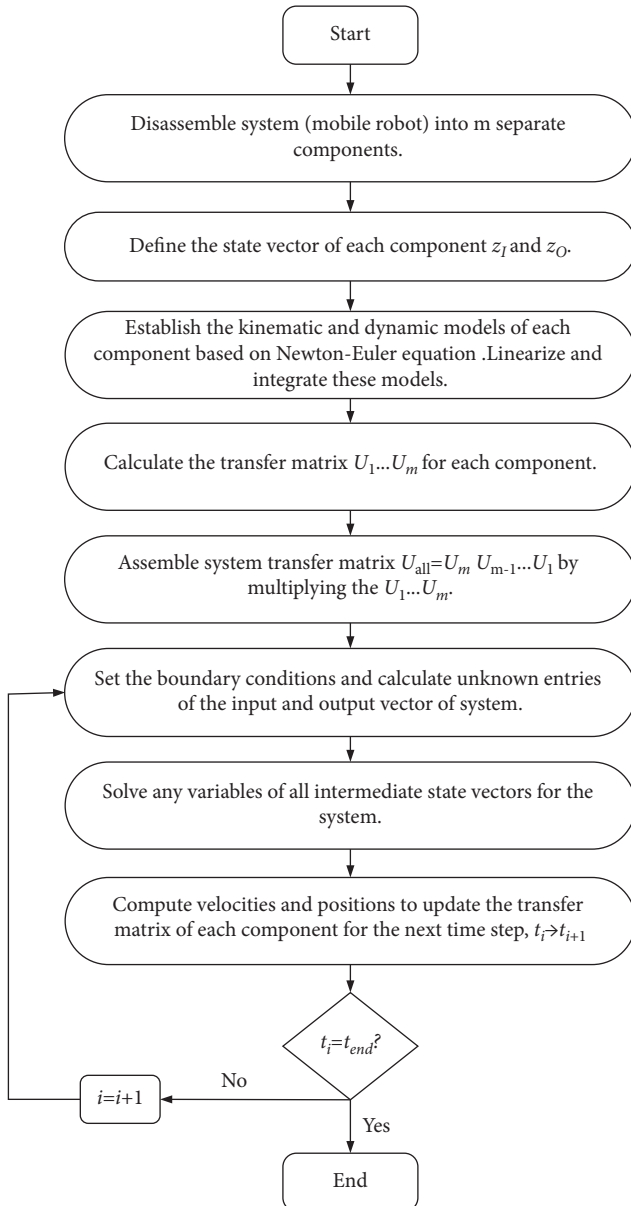 Start
Disassemble system (mobile robot) into m separate
components.
Define the state vector of each component z_I and z_O.
Establish the kinematic and dynamic models of each
component based on Newton-Euler equation .Linearize and
integrate these models.
Calculate the transfer matrix U_1...U_m for each component.
Assemble system transfer matrix U_all=U_m U_m-1...U_1 by
multiplying the U_1...U_m.
Set the boundary conditions and calculate unknown entries
of the input and output vector of system.
Solve any variables of all intermediate state vectors for the
system.
Compute velocities and positions to update the transfer
matrix of each component for the next time step, t_i→t_i+1
t_i=t_end?
No
i=i+1
Yes
End